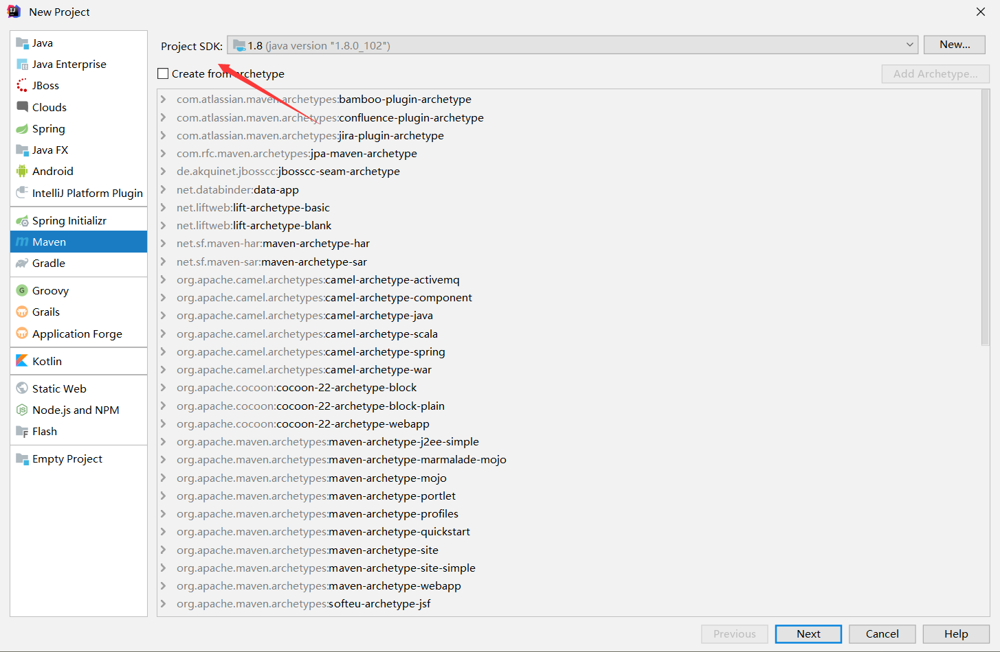 New Project
Java
Java Enterprise
JBoss
Clouds
Spring
Java FX
Android
IntelliJ Platform Plugin
Spring Initializr
Maven
Gradle
Groovy
Grails
Application Forge
Kotlin
Static Web
Node.js and NPM
Flash
Empty Project
Project SDK: 1.8 (java version "1.8.0_102") New...
Create from archetype Add Archetype...
com.atlassian.maven.archetypes:bamboo-plugin-archetype
com.atlassian.maven.archetypes:confluence-plugin-archetype
com.atlassian.maven.archetypes:jira-plugin-archetype
com.rfc.maven.archetypes:jpa-maven-archetype
de.akquinet.jbosscc:jbosscc-seam-archetype
net.databinder:data-app
net.liftweb:lift-archetype-basic
net.liftweb:lift-archetype-blank
net.sf.maven-har:maven-archetype-har
net.sf.maven-sar:maven-archetype-sar
org.apache.camel.archetypes:camel-archetype-activemq
org.apache.camel.archetypes:camel-archetype-component
org.apache.camel.archetypes:camel-archetype-java
org.apache.camel.archetypes:camel-archetype-scala
org.apache.camel.archetypes:camel-archetype-spring
org.apache.camel.archetypes:camel-archetype-war
org.apache.cocoon:cocoon-22-archetype-block
org.apache.cocoon:cocoon-22-archetype-block-plain
org.apache.cocoon:cocoon-22-archetype-webapp
org.apache.maven.archetypes:maven-archetype-j2ee-simple
org.apache.maven.archetypes:maven-archetype-marmalade-mojo
org.apache.maven.archetypes:maven-archetype-mojo
org.apache.maven.archetypes:maven-archetype-portlet
org.apache.maven.archetypes:maven-archetype-profiles
org.apache.maven.archetypes:maven-archetype-quickstart
org.apache.maven.archetypes:maven-archetype-site
org.apache.maven.archetypes:maven-archetype-site-simple
org.apache.maven.archetypes:maven-archetype-webapp
org.apache.maven.archetypes:softeu-archetype-jsf
Previous Next Cancel Help